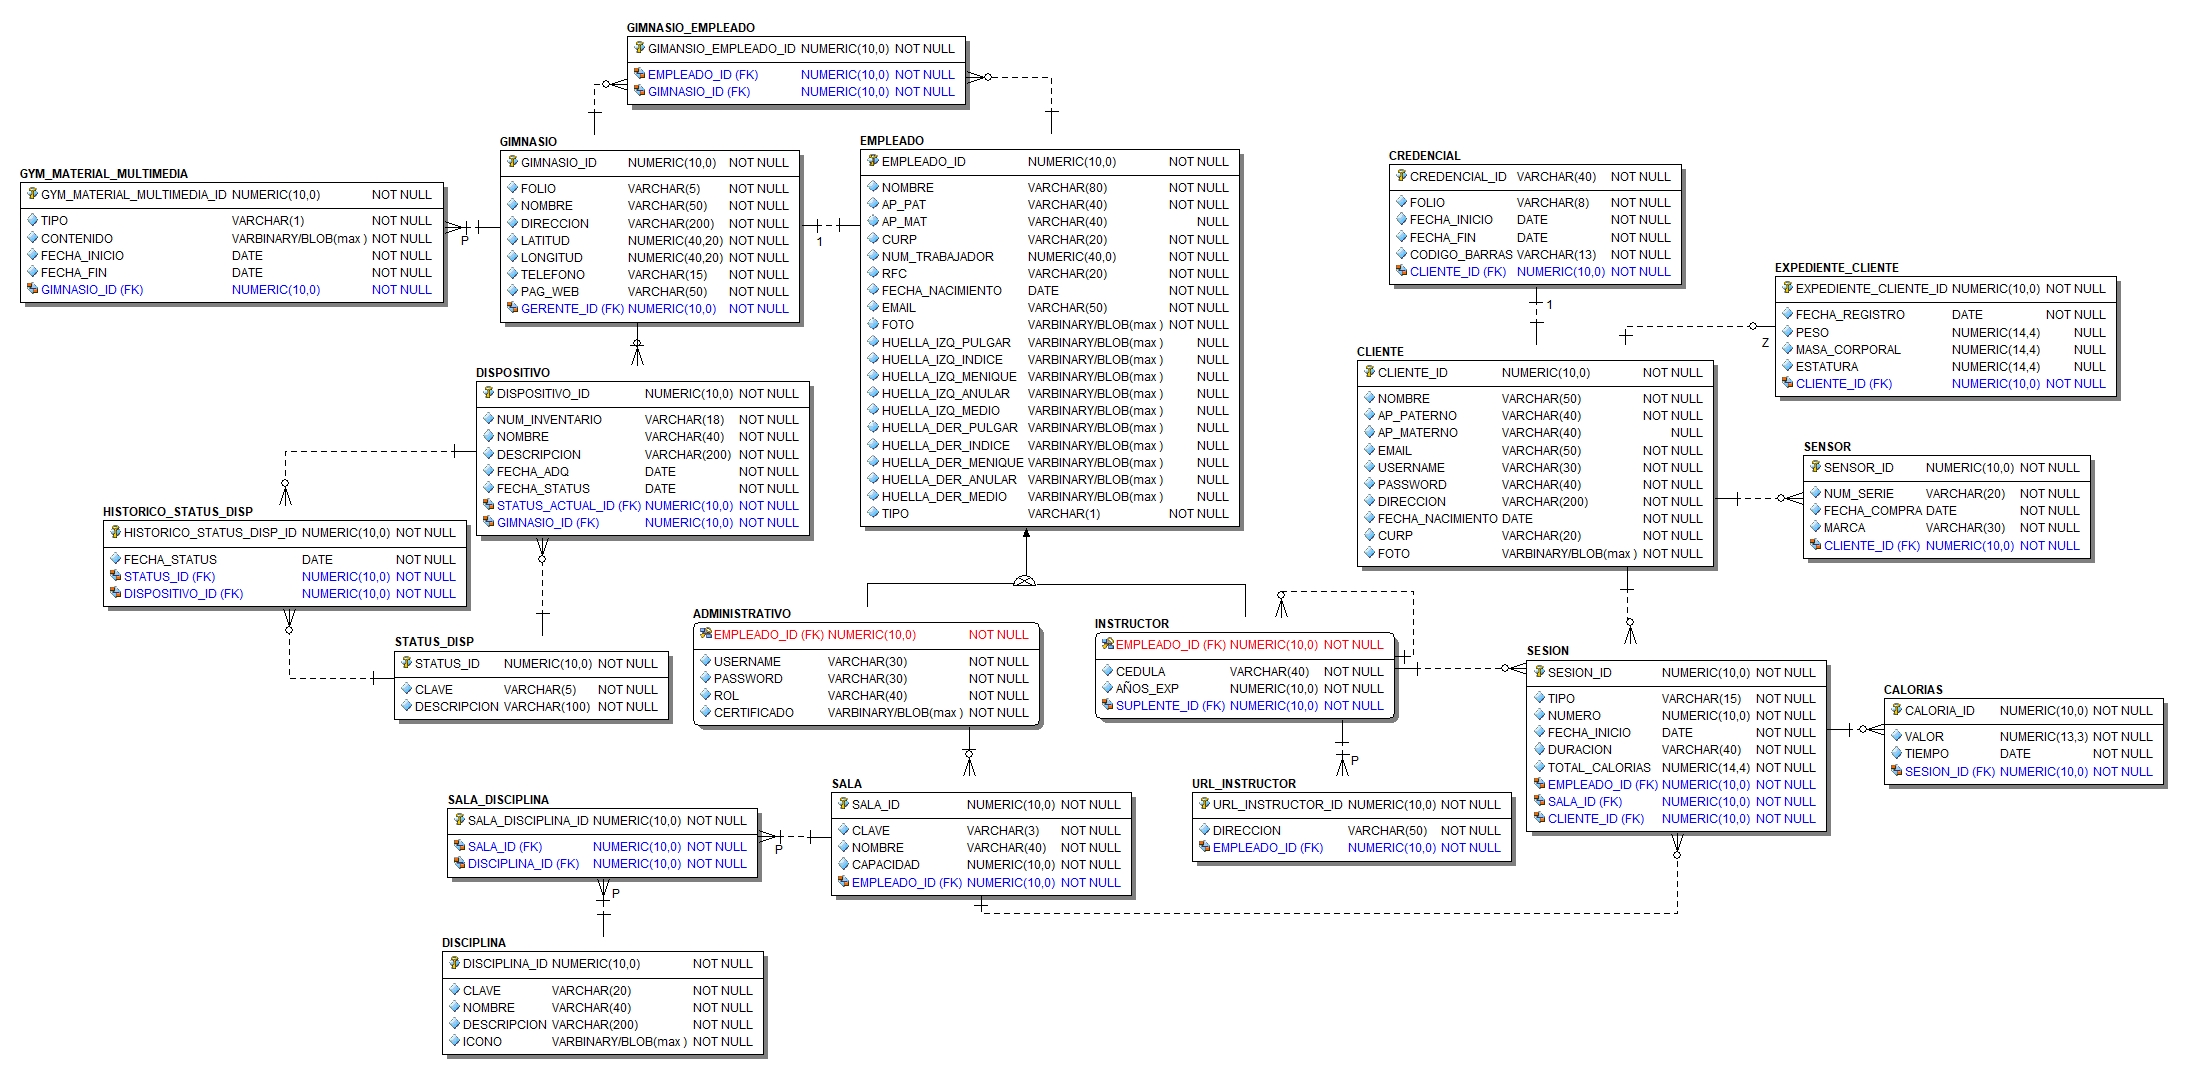 GIMNASIO_EMPLEADO
GIMANSIO_EMPLEADO_ID NUMERIC(10,0) NOT NULL
EMPLEADO_ID (FK) NUMERIC(10,0) NOT NULL
GIMNASIO_ID (FK) NUMERIC(10,0) NOT NULL
GYM_MATERIAL_MULTIMEDIA
GYM_MATERIAL_MULTIMEDIA_ID NUMERIC(10,0) NOT NULL
TIPO VARCHAR(1) NOT NULL
CONTENIDO VARBINARY/BLOB(max) NOT NULL
FECHA_INICIO DATE NOT NULL
FECHA_FIN DATE NOT NULL
GIMNASIO_ID (FK) NUMERIC(10,0) NOT NULL
P
GIMNASIO
GIMNASIO_ID NUMERIC(10,0) NOT NULL
FOLIO VARCHAR(5) NOT NULL
NOMBRE VARCHAR(50) NOT NULL
DIRECCION VARCHAR(200) NOT NULL
LATITUD NUMERIC(40,20) NOT NULL
LONGITUD NUMERIC(40,20) NOT NULL
TELEFONO VARCHAR(15) NOT NULL
PAG_WEB VARCHAR(50) NOT NULL
GERENTE_ID (FK) NUMERIC(10,0) NOT NULL
1
EMPLEADO
EMPLEADO_ID NUMERIC(10,0) NOT NULL
NOMBRE VARCHAR(80) NOT NULL
AP_PAT VARCHAR(40) NOT NULL
AP_MAT VARCHAR(40) NULL
CURP VARCHAR(20) NOT NULL
NUM_TRABAJADOR NUMERIC(40,0) NOT NULL
RFC VARCHAR(20) NOT NULL
FECHA_NACIMIENTO DATE NOT NULL
EMAIL VARCHAR(50) NOT NULL
FOTO VARBINARY/BLOB(max) NOT NULL
HUELLA_IZQ_PULGAR VARBINARY/BLOB(max) NULL
HUELLA_IZQ_INDICE VARBINARY/BLOB(max) NULL
HUELLA_IZQ_MENIQUE VARBINARY/BLOB(max) NULL
HUELLA_IZQ_ANULAR VARBINARY/BLOB(max) NULL
HUELLA_IZQ_MEDIO VARBINARY/BLOB(max) NULL
HUELLA_DER_PULGAR VARBINARY/BLOB(max) NULL
HUELLA_DER_INDICE VARBINARY/BLOB(max) NULL
HUELLA_DER_MENIQUE VARBINARY/BLOB(max) NULL
HUELLA_DER_ANULAR VARBINARY/BLOB(max) NULL
HUELLA_DER_MEDIO VARBINARY/BLOB(max) NULL
TIPO VARCHAR(1) NOT NULL
CREDENCIAL
CREDENCIAL_ID VARCHAR(40) NOT NULL
FOLIO VARCHAR(8) NOT NULL
FECHA_INICIO DATE NOT NULL
FECHA_FIN DATE NOT NULL
CODIGO_BARRAS VARCHAR(13) NOT NULL
CLIENTE_ID (FK) NUMERIC(10,0) NOT NULL
1
EXPEDIENTE_CLIENTE
EXPEDIENTE_CLIENTE_ID NUMERIC(10,0) NOT NULL
FECHA_REGISTRO DATE NOT NULL
PESO NUMERIC(14,4) NULL
MASA_CORPORAL NUMERIC(14,4) NULL
ESTATURA NUMERIC(14,4) NULL
CLIENTE_ID (FK) NUMERIC(10,0) NOT NULL
Z
CLIENTE
CLIENTE_ID NUMERIC(10,0) NOT NULL
NOMBRE VARCHAR(50) NOT NULL
AP_PATERNO VARCHAR(40) NOT NULL
AP_MATERNO VARCHAR(40) NULL
EMAIL VARCHAR(50) NOT NULL
USERNAME VARCHAR(30) NOT NULL
PASSWORD VARCHAR(40) NOT NULL
DIRECCION VARCHAR(200) NOT NULL
FECHA_NACIMIENTO DATE NOT NULL
CURP VARCHAR(20) NOT NULL
FOTO VARBINARY/BLOB(max) NOT NULL
SENSOR
SENSOR_ID NUMERIC(10,0) NOT NULL
NUM_SERIE VARCHAR(20) NOT NULL
FECHA_COMPRA DATE NOT NULL
MARCA VARCHAR(30) NOT NULL
CLIENTE_ID (FK) NUMERIC(10,0) NOT NULL
DISPOSITIVO
DISPOSITIVO_ID NUMERIC(10,0) NOT NULL
NUM_INVENTARIO VARCHAR(18) NOT NULL
NOMBRE VARCHAR(40) NOT NULL
DESCRIPCION VARCHAR(200) NOT NULL
FECHA_ADQ DATE NOT NULL
FECHA_STATUS DATE NOT NULL
STATUS_ACTUAL_ID (FK) NUMERIC(10,0) NOT NULL
GIMNASIO_ID (FK) NUMERIC(10,0) NOT NULL
HISTORICO_STATUS_DISP
HISTORICO_STATUS_DISP_ID NUMERIC(10,0) NOT NULL
FECHA_STATUS DATE NOT NULL
STATUS_ID (FK) NUMERIC(10,0) NOT NULL
DISPOSITIVO_ID (FK) NUMERIC(10,0) NOT NULL
STATUS_DISP
STATUS_ID NUMERIC(10,0) NOT NULL
CLAVE VARCHAR(5) NOT NULL
DESCRIPCION VARCHAR(100) NOT NULL
ADMINISTRATIVO
EMPLEADO_ID (FK) NUMERIC(10,0) NOT NULL
USERNAME VARCHAR(30) NOT NULL
PASSWORD VARCHAR(30) NOT NULL
ROL VARCHAR(40) NOT NULL
CERTIFICADO VARBINARY/BLOB(max) NOT NULL
INSTRUCTOR
EMPLEADO_ID (FK) NUMERIC(10,0) NOT NULL
CEDULA VARCHAR(40) NOT NULL
AÑOS_EXP NUMERIC(10,0) NOT NULL
SUPLENTE_ID (FK) NUMERIC(10,0) NOT NULL
P
SESION
SESION_ID NUMERIC(10,0) NOT NULL
TIPO VARCHAR(15) NOT NULL
NUMERO NUMERIC(10,0) NOT NULL
FECHA_INICIO DATE NOT NULL
DURACION VARCHAR(40) NOT NULL
TOTAL_CALORIAS NUMERIC(14,4) NOT NULL
EMPLEADO_ID (FK) NUMERIC(10,0) NOT NULL
SALA_ID (FK) NUMERIC(10,0) NOT NULL
CLIENTE_ID (FK) NUMERIC(10,0) NOT NULL
CALORIAS
CALORIA_ID NUMERIC(10,0) NOT NULL
VALOR NUMERIC(13,3) NOT NULL
TIEMPO DATE NOT NULL
SESION_ID (FK) NUMERIC(10,0) NOT NULL
SALA_DISCIPLINA
SALA_DISCIPLINA_ID NUMERIC(10,0) NOT NULL
SALA_ID (FK) NUMERIC(10,0) NOT NULL
DISCIPLINA_ID (FK) NUMERIC(10,0) NOT NULL
P
P
SALA
SALA_ID NUMERIC(10,0) NOT NULL
CLAVE VARCHAR(3) NOT NULL
NOMBRE VARCHAR(40) NOT NULL
CAPACIDAD NUMERIC(10,0) NOT NULL
EMPLEADO_ID (FK) NUMERIC(10,0) NOT NULL
URL_INSTRUCTOR
URL_INSTRUCTOR_ID NUMERIC(10,0) NOT NULL
DIRECCION VARCHAR(50) NOT NULL
EMPLEADO_ID (FK) NUMERIC(10,0) NOT NULL
DISCIPLINA
DISCIPLINA_ID NUMERIC(10,0) NOT NULL
CLAVE VARCHAR(20) NOT NULL
NOMBRE VARCHAR(40) NOT NULL
DESCRIPCION VARCHAR(200) NOT NULL
ICONO VARBINARY/BLOB(max) NOT NULL